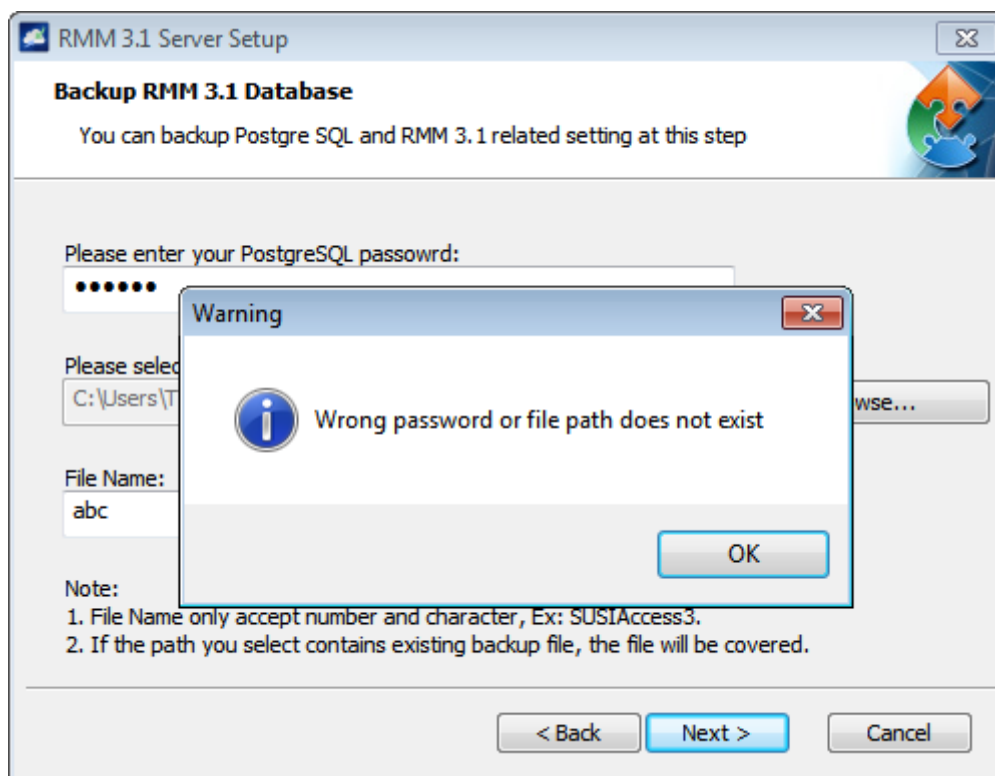 RMM 3.1 Server Setup
Backup RMM 3.1 Database
You can backup Postgre SQL and RMM 3.1 related setting at this step
Please enter your PostgreSQL passowrd:
Warning
Please selec
C:\Users\T
wse...
Wrong password or file path does not exist
File Name:
abc
OK
Note:
1. File Name only accept number and character, Ex: SUSIAccess3.
2. If the path you select contains existing backup file, the file will be covered.
< Back
Next >
Cancel